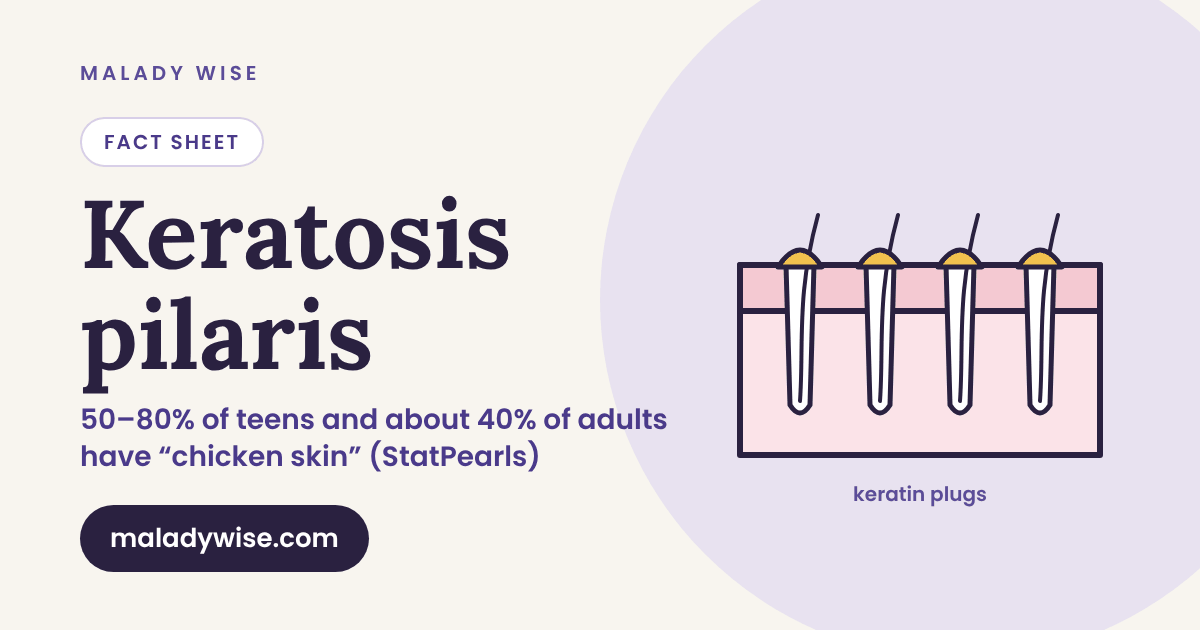 MALADY WISE
FACT SHEET
Keratosis
pilaris
50–80% of teens and about 40% of adults
have “chicken skin” (StatPearls)
maladywise.com
keratin plugs